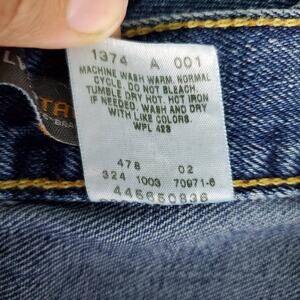 1374 A 001
MACHINE WASH WARM, NORMAL
CYCLE. DO NOT BLEACH.
TUMBLE DRY HOT. HOT IRON
IF NEEDED. WASH AND DRY
WITH LIKE COLORS.
WPL 423
478 02
324 1003 70971-6
445650836